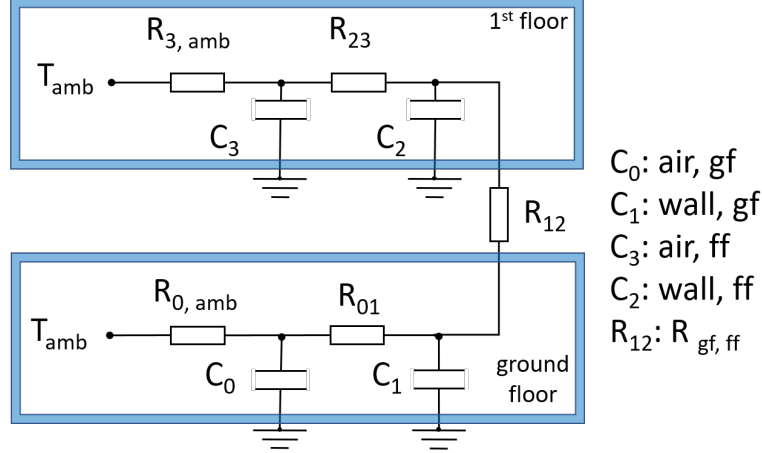 1st floor
R3, amb
R23
Tamb
C3
C2
R12
C0: air, gf
C1: wall, gf
C3: air, ff
C2: wall, ff
R12: R gf, ff
R0, amb
R01
Tamb
C0
C1
ground
floor